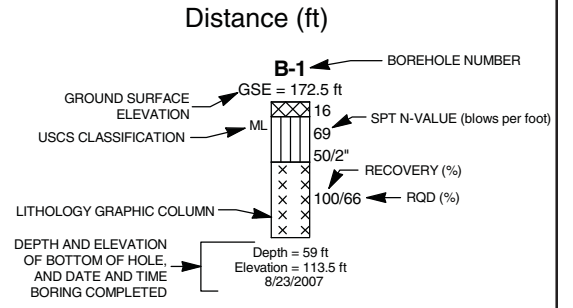 Distance (ft)
B-1
BOREHOLE NUMBER
GSE = 172.5 ft
GROUND SURFACE
ELEVATION
16
ML
SPT N-VALUE (blows per foot)
USCS CLASSIFICATION
69
50/2"
RECOVERY (%)
100/66
RQD (%)
LITHOLOGY GRAPHIC COLUMN
DEPTH AND ELEVATION
OF BOTTOM OF HOLE,
AND DATE AND TIME
BORING COMPLETED
Depth = 59 ft
Elevation = 113.5 ft
8/23/2007